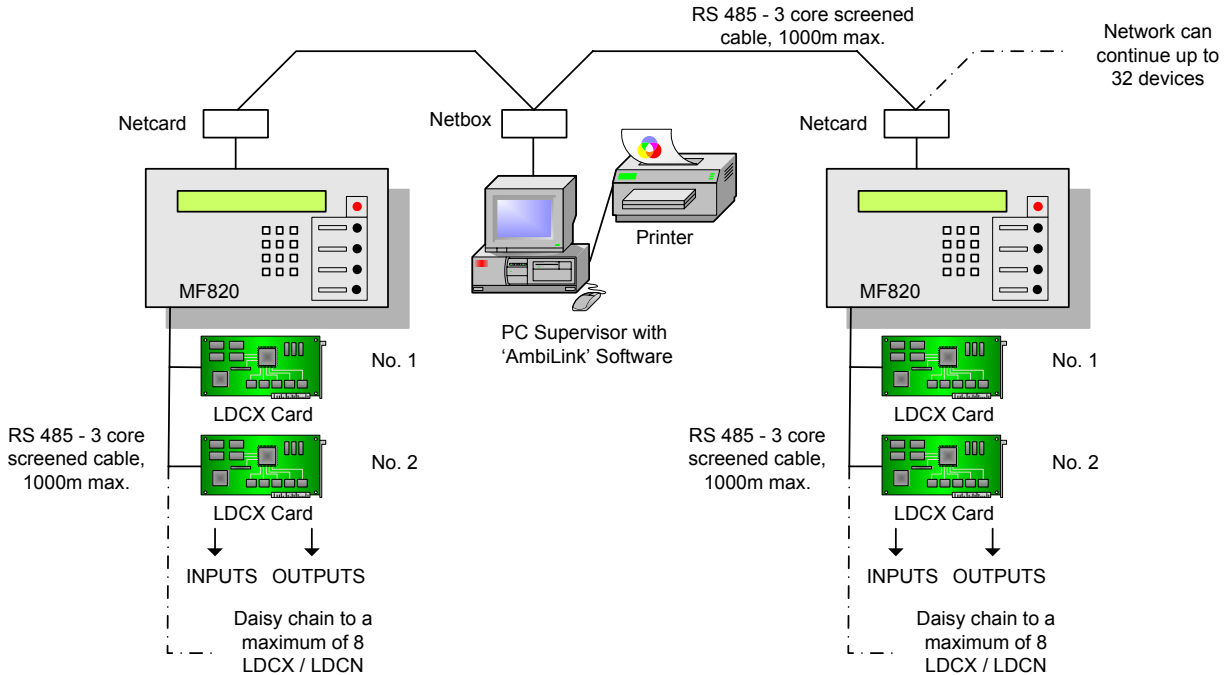 RS 485 - 3 core screened
cable, 1000m max.
Network can
continue up to
32 devices
Netcard
Netbox
Netcard
Printer
MF820
MF820
PC Supervisor with
‘AmbiLink’ Software
No. 1
LDCX Card
RS 485 - 3 core
screened cable,
1000m max.
No. 2
LDCX Card
INPUTS OUTPUTS
Daisy chain to a
maximum of 8
LDCX / LDCN
No. 1
LDCX Card
RS 485 - 3 core
screened cable,
1000m max.
No. 2
LDCX Card
INPUTS OUTPUTS
Daisy chain to a
maximum of 8
LDCX / LDCN